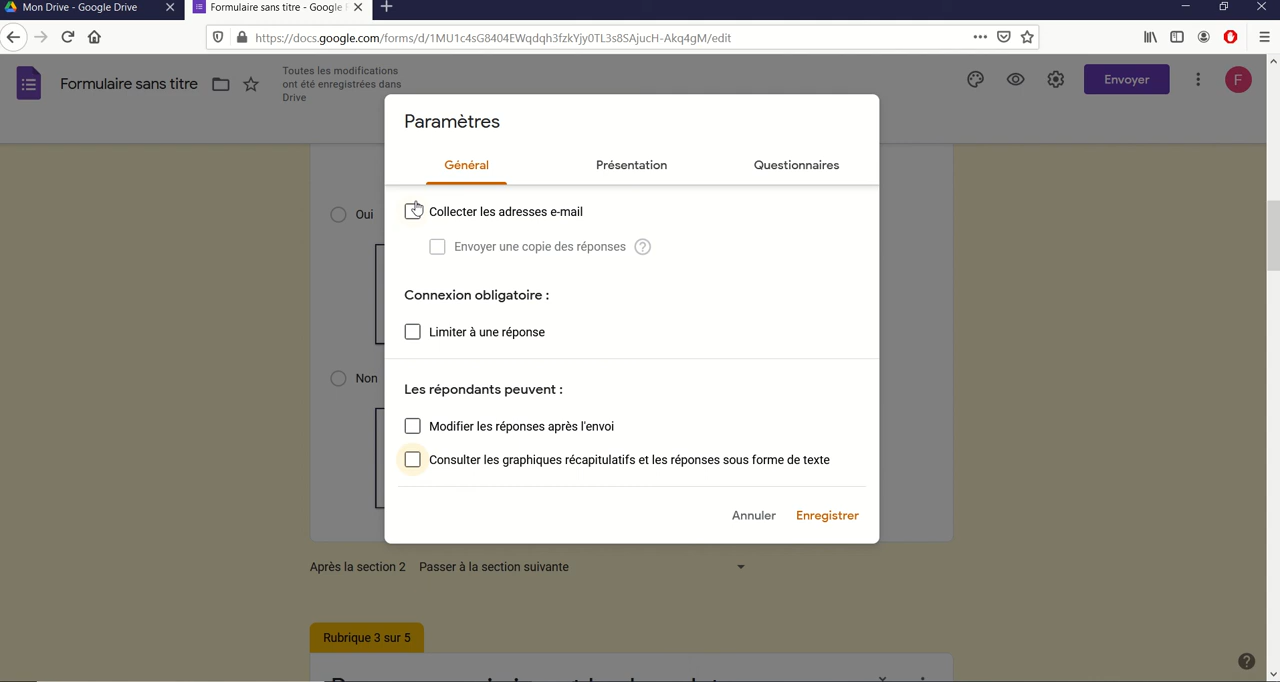 Mon Drive - Google Drive
Formulaire sans titre - Google F
https://docs.google.com/forms/d/1MU1c4sG8404EWqdqh3fzkYjy0TL3s8SAjucH-Akq4gM/edit
Formulaire sans titre
Toutes les modifications
ont été enregistrées dans
Drive
Envoyer
F
Paramètres
Général
Présentation
Questionnaires
Collecter les adresses e-mail
Oui
Envoyer une copie des réponses ?
Connexion obligatoire :
Limiter à une réponse
Non
Les répondants peuvent :
Modifier les réponses après l'envoi
Consulter les graphiques récapitulatifs et les réponses sous forme de texte
Annuler
Enregistrer
Après la section 2 Passer à la section suivante
Rubrique 3 sur 5